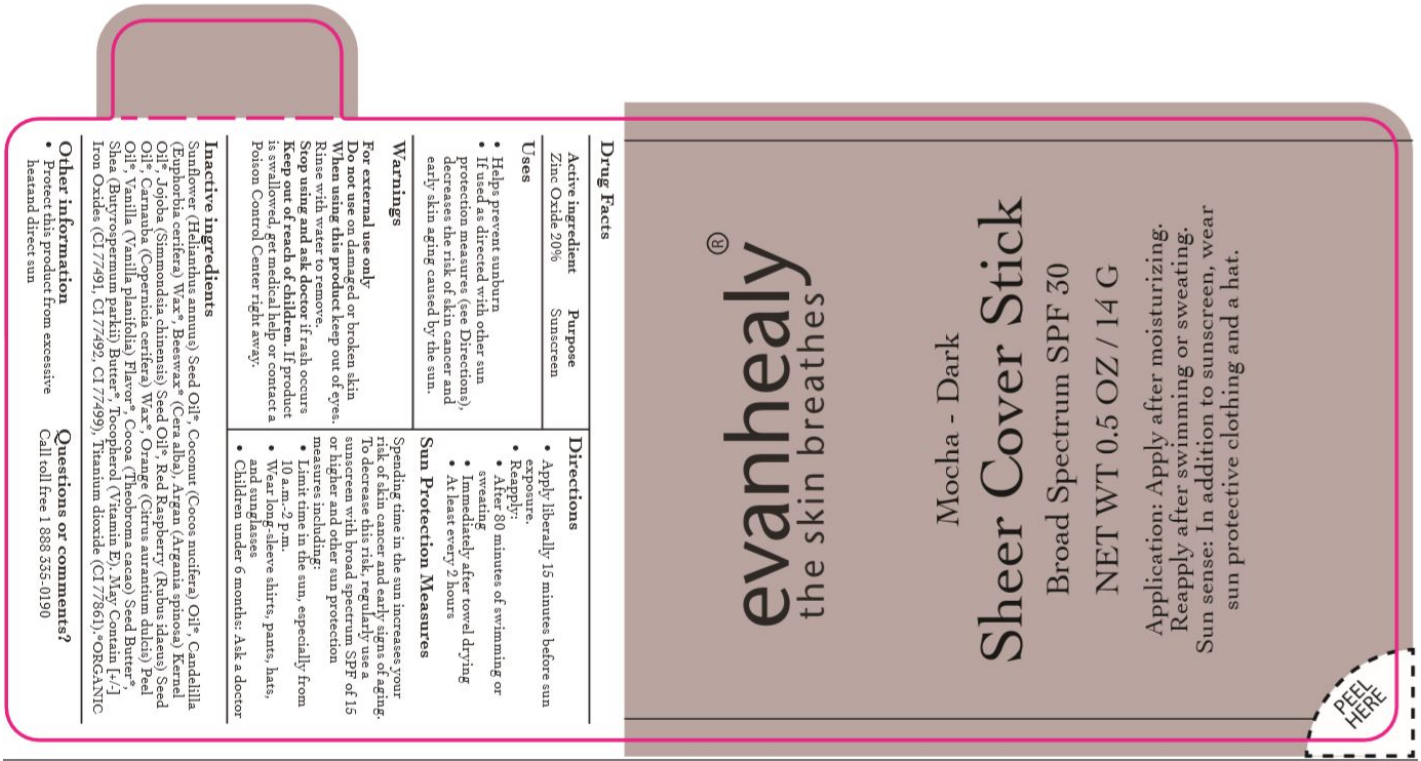 evanhealy®
the skin breathes
Mocha - Dark
Sheer Cover Stick
Broad Spectrum SPF 30
NET WT 0.5 OZ / 14 G
Application: Apply after moisturizing.
Reapply after swimming or sweating.
Sun sense: In addition to sunscreen, wear
sun protective clothing and a hat.
PEEL
HERE
Drug Facts
Active ingredient Purpose
Zinc Oxide 20% Sunscreen
Uses
• Helps prevent sunburn
• If used as directed with other sun
protection measures (see Directions),
decreases the risk of skin cancer and
early skin aging caused by the sun.
Warnings
For external use only
Do not use on damaged or broken skin
When using this product keep out of eyes.
Rinse with water to remove.
Stop using and ask doctor if rash occurs
Keep out of reach of children. If product
is swallowed, get medical help or contact a
Poison Control Center right away.
Directions
• Apply liberally 15 minutes before sun
exposure.
• Reapply:
• After 80 minutes of swimming or
sweating
• Immediately after towel drying
• At least every 2 hours
Sun Protection Measures
Spending time in the sun increases your
risk of skin cancer and early signs of aging.
To decrease this risk, regularly use a
sunscreen with broad spectrum SPF of 15
or higher and other sun protection
measures including:
• Limit time in the sun, especially from
10 a.m.-2 p.m.
• Wear long-sleeve shirts, pants, hats,
and sunglasses
• Children under 6 months: Ask a doctor
Inactive ingredients
Sunflower (Helianthus annuus) Seed Oil*, Coconut (Cocos nucifera) Oil*, Candelilla
(Euphorbia cerifera) Wax*, Beeswax* (Cera alba), Argan (Argania spinosa) Kernel
Oil*, Jojoba (Simmondsia chinensis) Seed Oil*, Red Raspberry (Rubus idaeus) Seed
Oil*, Carnauba (Copernicia cerifera) Wax*, Orange (Citrus aurantium dulcis) Peel
Oil*, Vanilla (Vanilla planifolia) Flavor*, Cocoa (Theobroma cacao) Seed Butter*,
Shea (Butyrospermum parkii) Butter*, Tocopherol (Vitamin E), May Contain [+/-]
Iron Oxides (CI 77491, CI 77492, CI 77499), Titanium dioxide (CI 77861).*ORGANIC
Other information
• Protect this product from excessive
heatand direct sun
Questions or comments?
Call toll free 1 888 335-0190